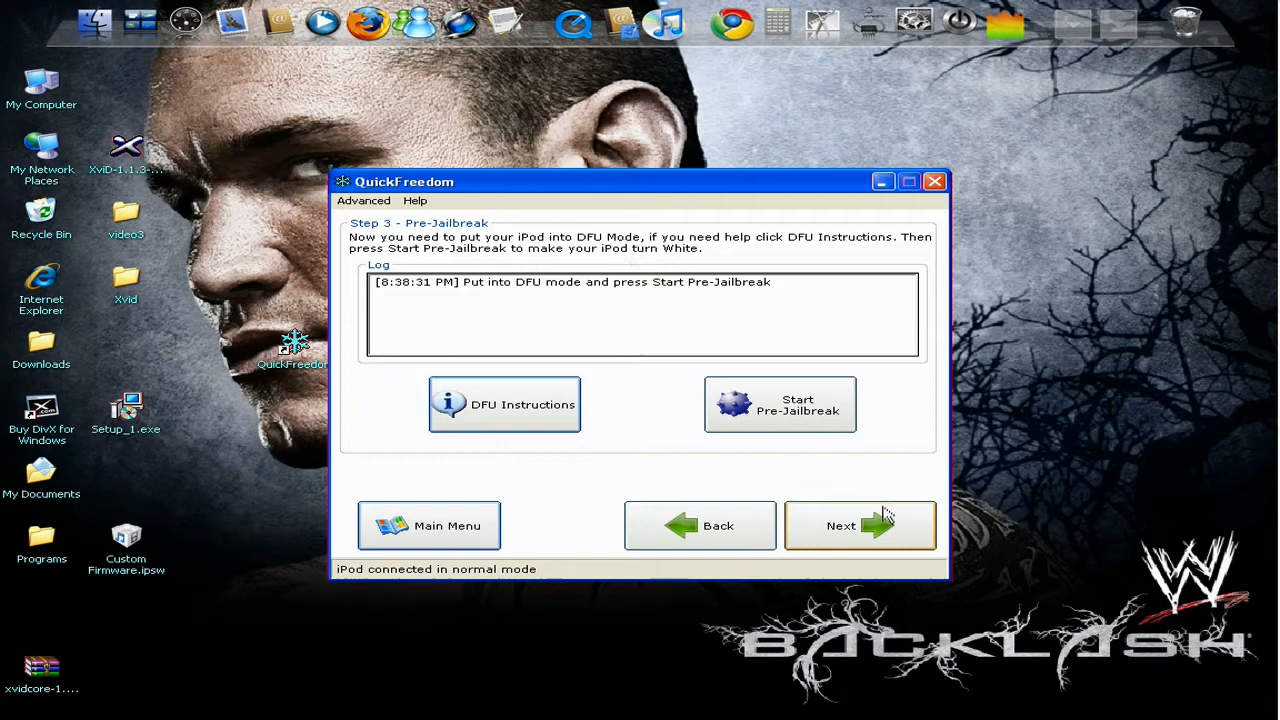 My Computer
My Network
Places
XviD-1.1.3-...
Recycle Bin
video3
Internet
Explorer
Xvid
Downloads
QuickFreedom
Buy DivX for
Windows
Setup_1.exe
My Documents
Programs
Custom
Firmware.ipsw
xvidcore-1....
QuickFreedom
Advanced Help
Step 3 - Pre-Jailbreak
Now you need to put your iPod into DFU Mode, if you need help click DFU Instructions. Then
press Start Pre-Jailbreak to make your iPod turn White.
Log
[8:38:31 PM] Put into DFU mode and press Start Pre-Jailbreak
DFU Instructions
Start
Pre-Jailbreak
Main Menu
Back
Next
iPod connected in normal mode
W
BACKLASH